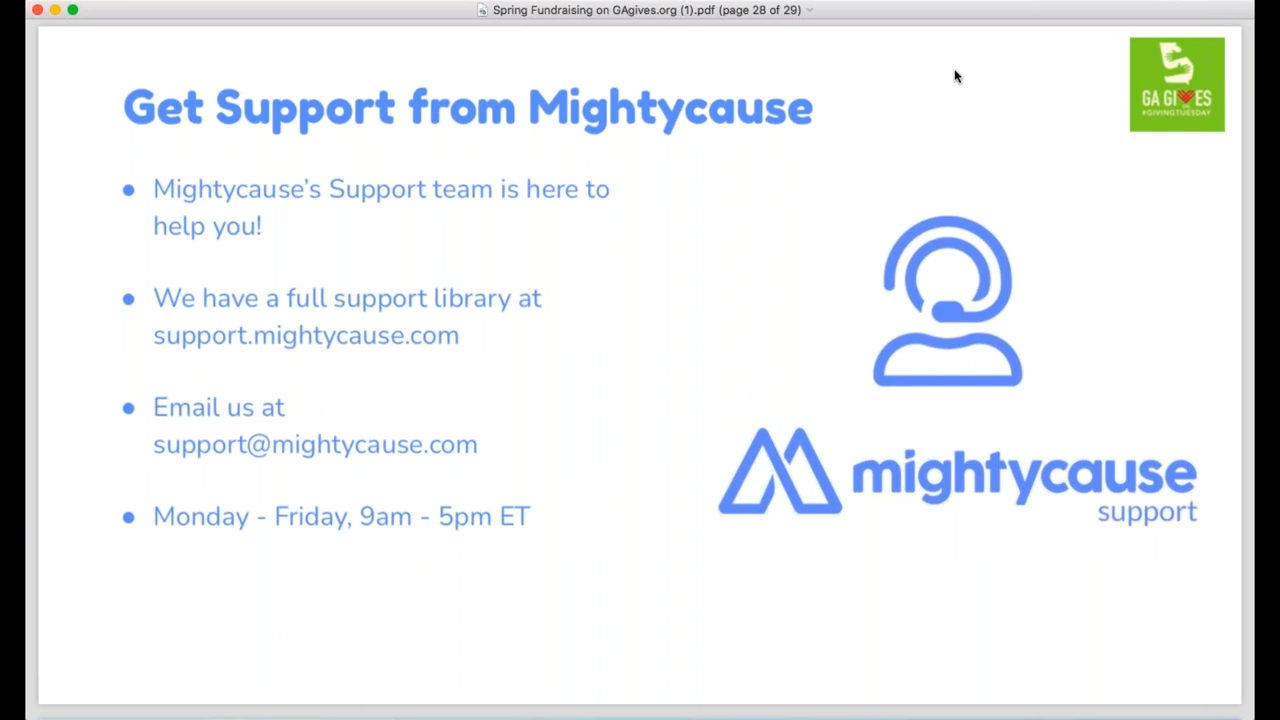 Spring Fundraising on GAgives.org (1).pdf (page 28 of 29)
GA GIVES
#GIVINGTUESDAY
Get Support from Mightycause
● Mightycause’s Support team is here to
help you!
● We have a full support library at
support.mightycause.com
● Email us at
support@mightycause.com
● Monday - Friday, 9am - 5pm ET
mightycause
support